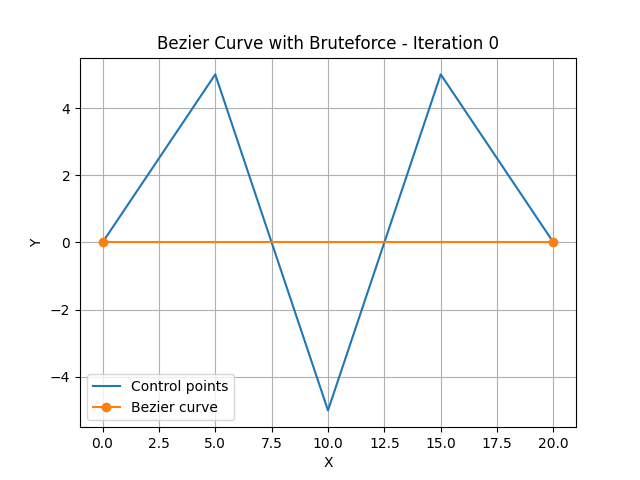 Bezier Curve with Bruteforce - Iteration 0
Y
4
2
0
−2
−4
Control points
Bezier curve
0.0 2.5 5.0 7.5 10.0 12.5 15.0 17.5 20.0
X